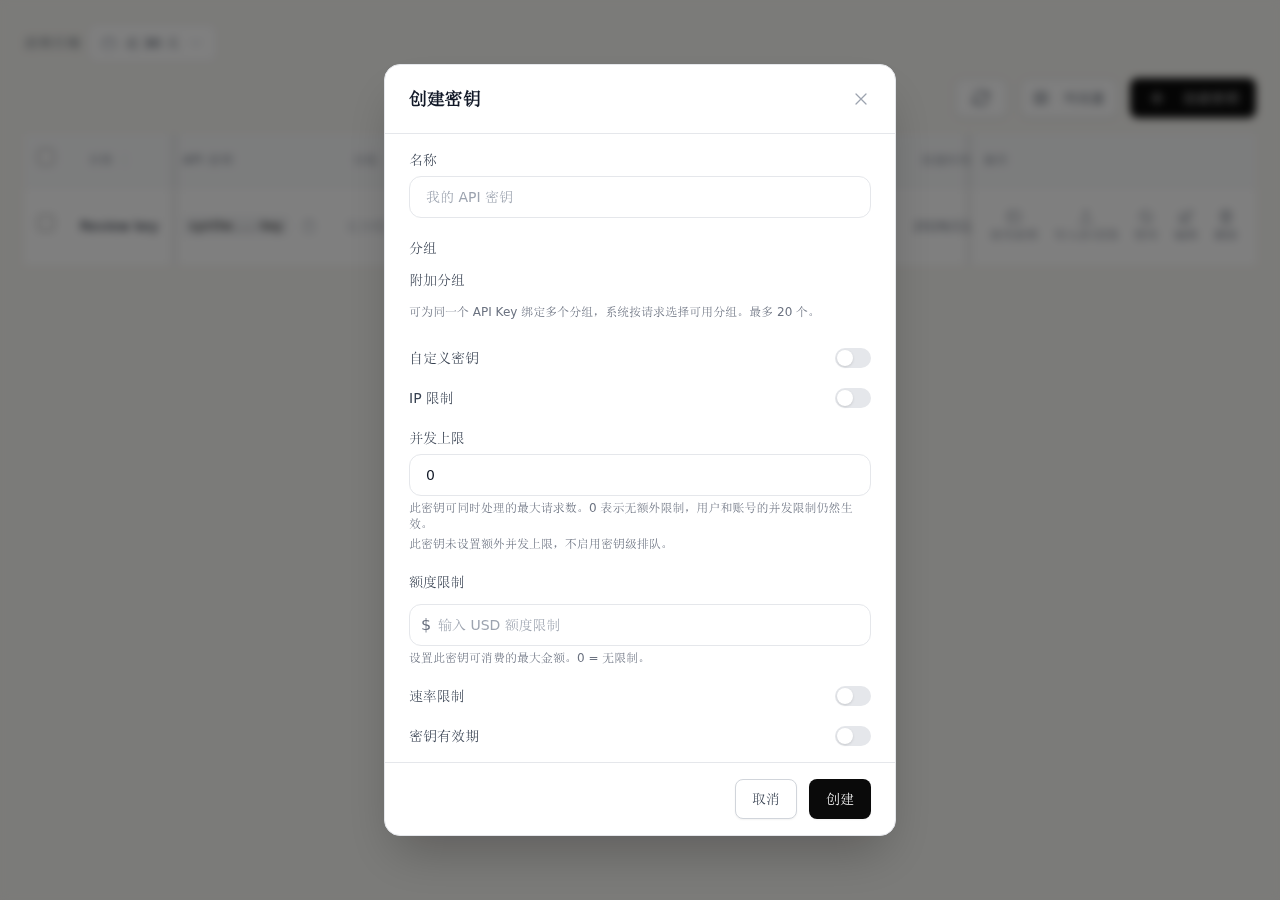 创建密钥
名称
我的 API 密钥
分组
附加分组
可为同一个 API Key 绑定多个分组，系统按请求选择可用分组。最多 20 个。
自定义密钥
IP 限制
并发上限
0
此密钥可同时处理的最大请求数。0 表示无额外限制，用户和账号的并发限制仍然生
效。
此密钥未设置额外并发上限，不启用密钥级排队。
额度限制
$ 输入 USD 额度限制
设置此密钥可消费的最大金额。0 = 无限制。
速率限制
密钥有效期
取消 创建